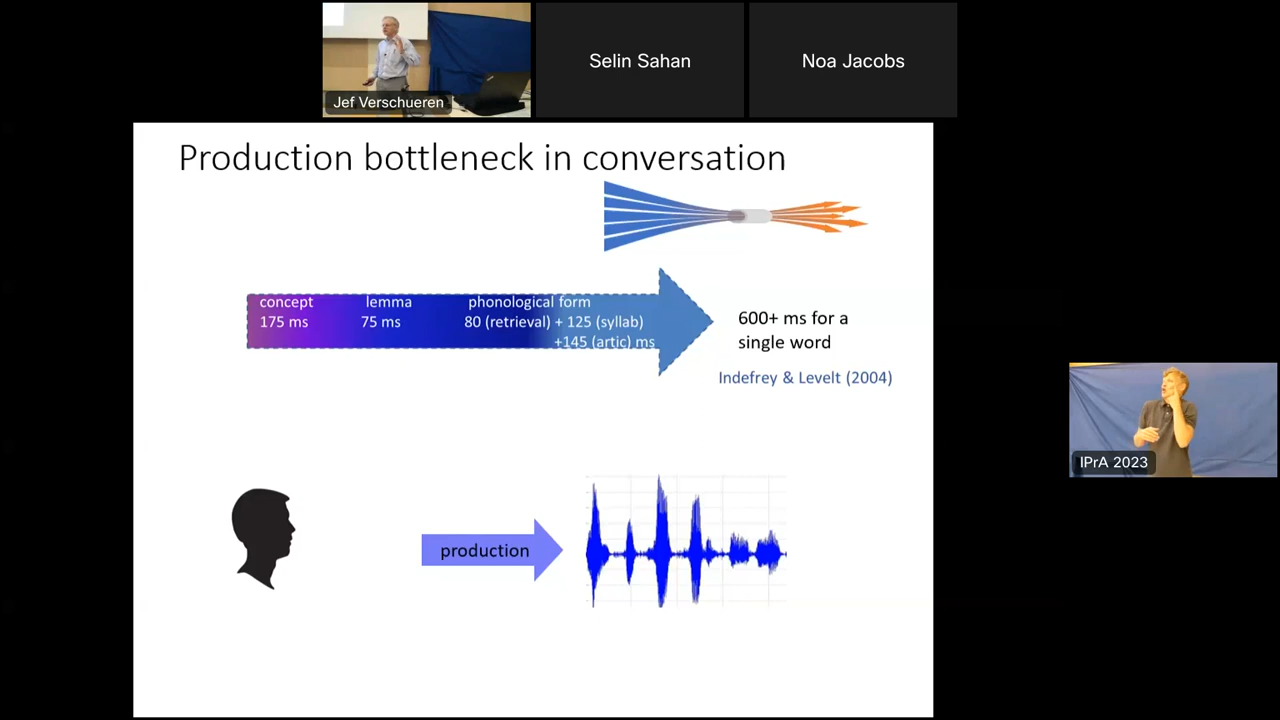 Jef Verschueren
Selin Sahan
Noa Jacobs
Production bottleneck in conversation
concept lemma phonological form
175 ms 75 ms 80 (retrieval) + 125 (syllab)
+145 (artic) ms
600+ ms for a
single word
Indefrey & Levelt (2004)
IPrA 2023
production